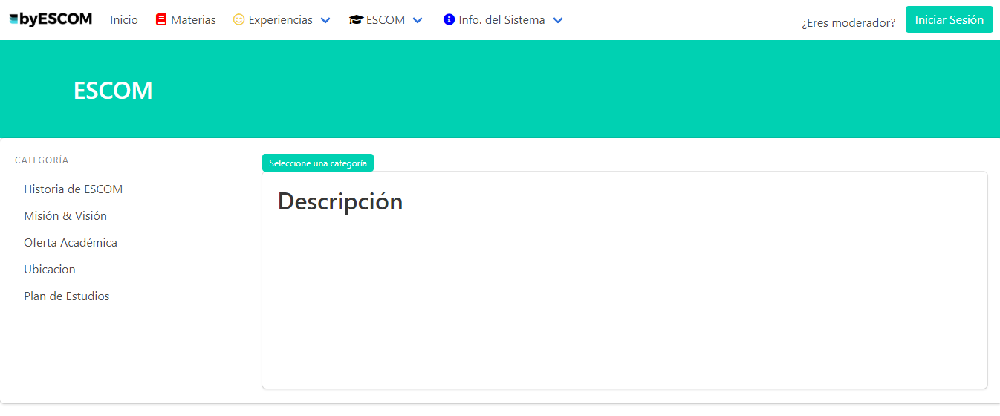 byESCOM Inicio Materias Experiencias ESCOM Info. del Sistema ¿Eres moderador? Iniciar Sesión
ESCOM
CATEGORÍA
Historia de ESCOM
Misión & Visión
Oferta Académica
Ubicacion
Plan de Estudios
Seleccione una categoría
Descripción